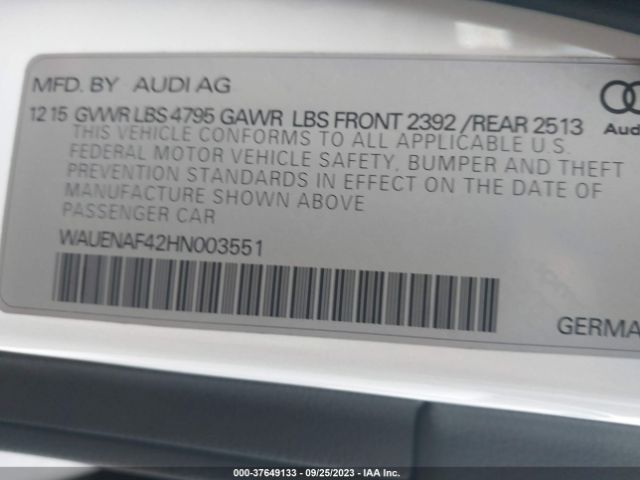 MFD. BY AUDI AG
12 15 GVWR LBS 4795 GAWR LBS FRONT 2392 /REAR 2513
Audi
THIS VEHICLE CONFORMS TO ALL APPLICABLE U.S.
FEDERAL MOTOR VEHICLE SAFETY, BUMPER AND THEFT
PREVENTION STANDARDS IN EFFECT ON THE DATE OF
MANUFACTURE SHOWN ABOVE
PASSENGER CAR
WAUENAF42HN003551
GERMA
000-37649133 - 09/25/2023 - IAA Inc.